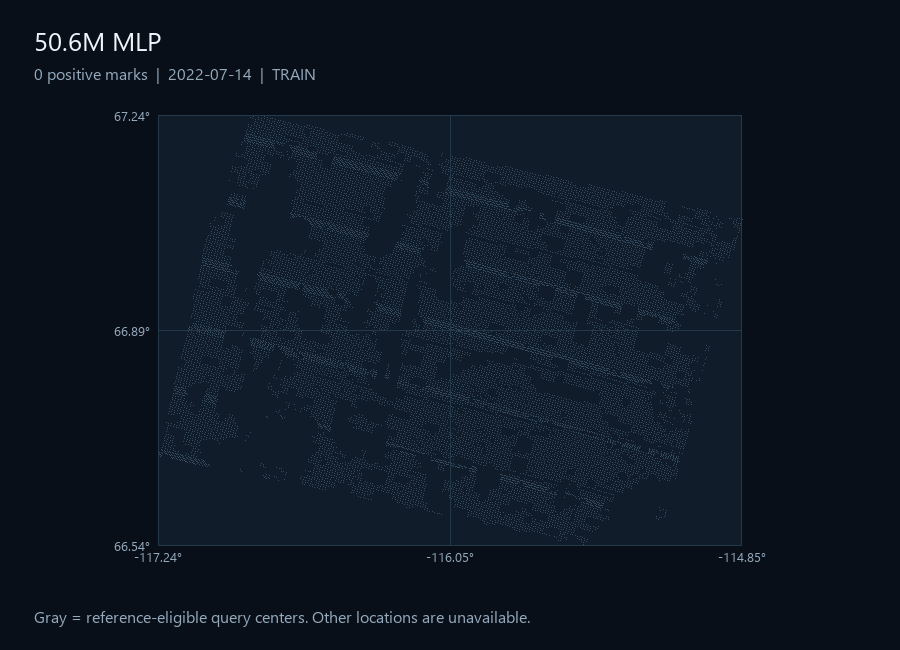 50.6M MLP
0 positive marks | 2022-07-14 | TRAIN
67.24°
66.89°
66.54°
-117.24° -116.05° -114.85°
Gray = reference-eligible query centers. Other locations are unavailable.